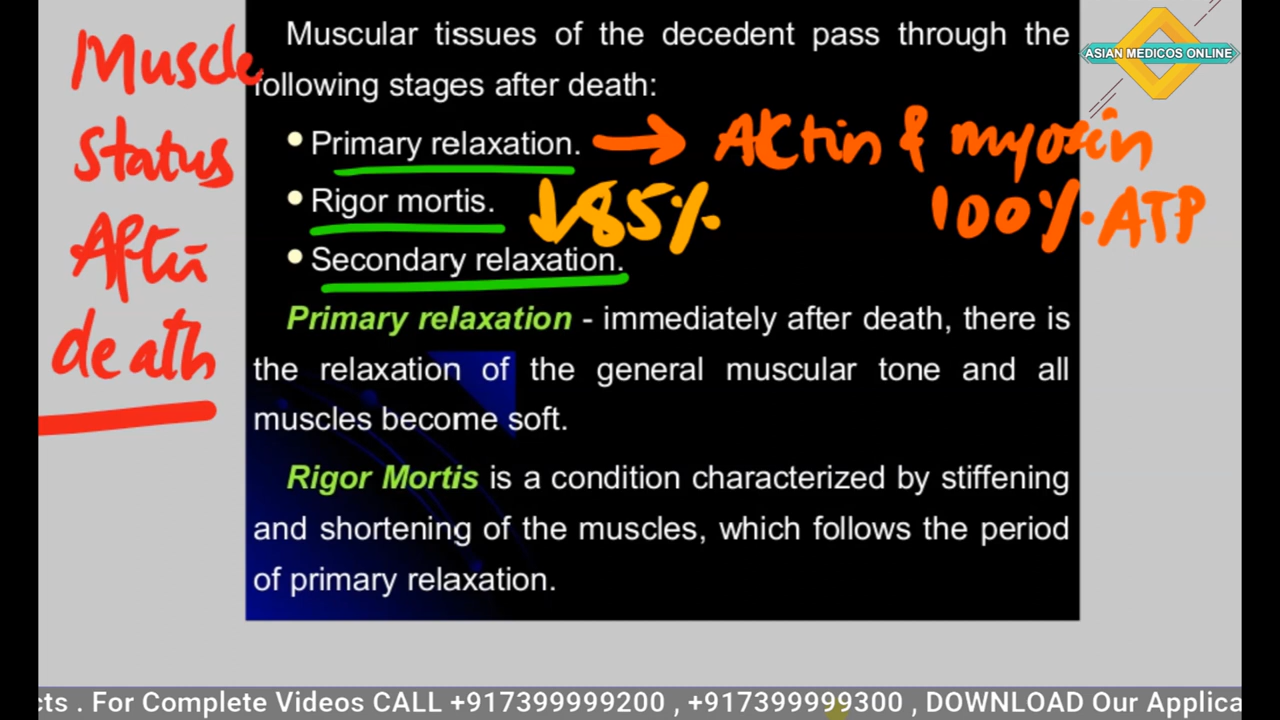 Muscle
Status
After
death
ASIAN MEDICOS ONLINE
Muscular tissues of the decedent pass through the
following stages after death:
• Primary relaxation. → Actin & myosin
100% ATP
• Rigor mortis. ↓85%
• Secondary relaxation.
Primary relaxation - immediately after death, there is
the relaxation of the general muscular tone and all
muscles become soft.
Rigor Mortis is a condition characterized by stiffening
and shortening of the muscles, which follows the period
of primary relaxation.
cts . For Complete Videos CALL +917399999200 , +917399999300 , DOWNLOAD Our Applica